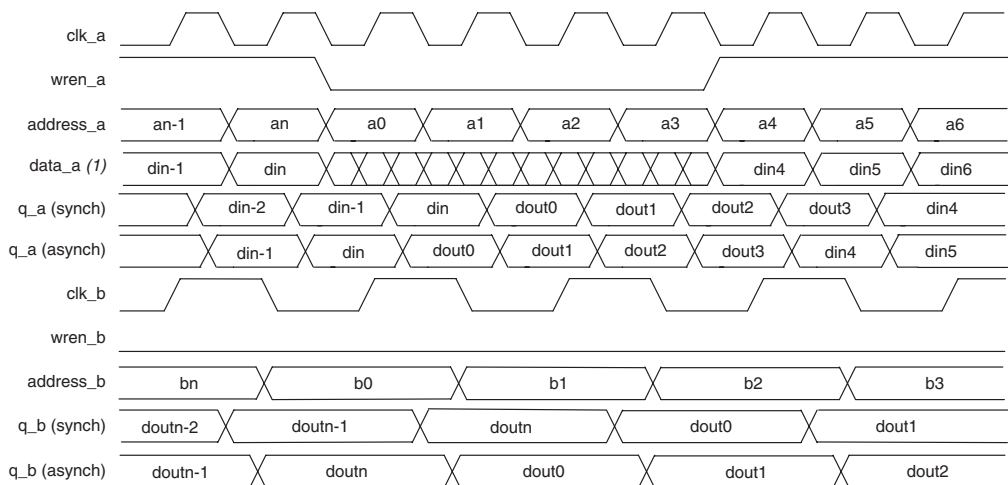 clk_a
wren_a
address_a an-1 an a0 a1 a2 a3 a4 a5 a6
data_a (1) din-1 din din4 din5 din6
q_a (synch) din-2 din-1 din dout0 dout1 dout2 dout3 din4
q_a (asynch) din-1 din dout0 dout1 dout2 dout3 din4 din5
clk_b
wren_b
address_b bn b0 b1 b2 b3
q_b (synch) doutn-2 doutn-1 doutn dout0 dout1
q_b (asynch) doutn-1 doutn dout0 dout1 dout2